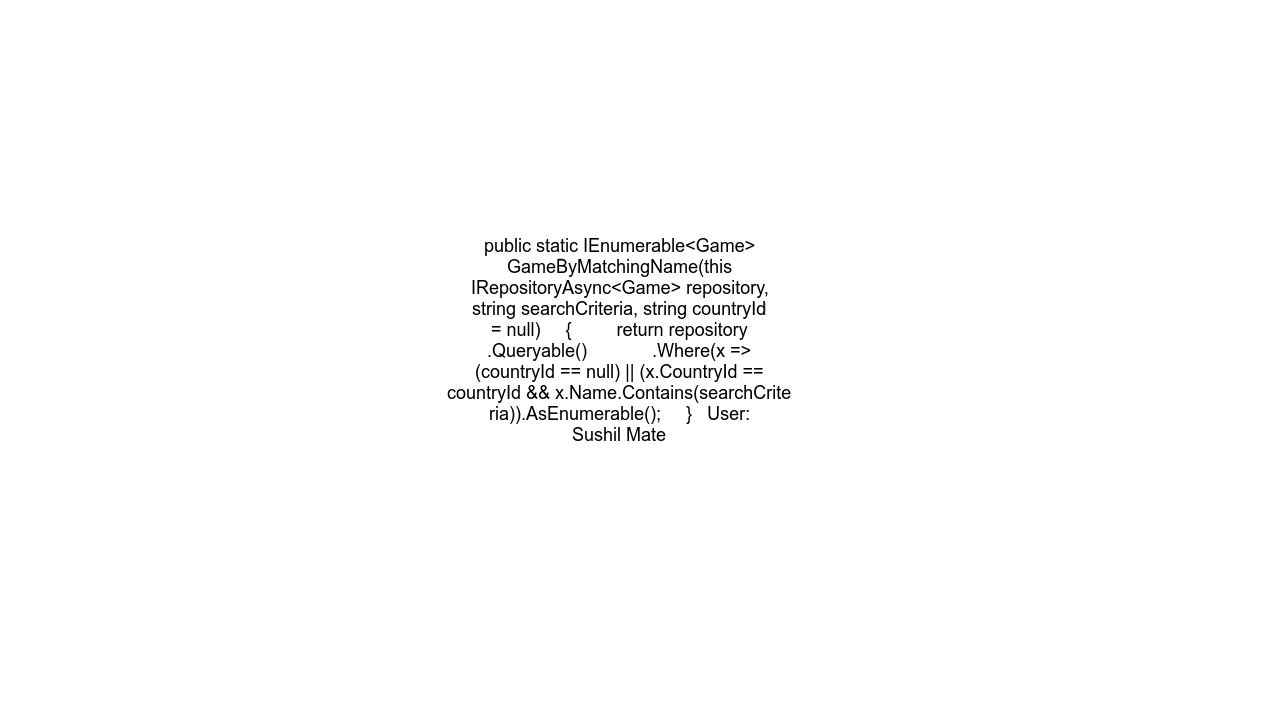 public static IEnumerable<Game>
GameByMatchingName(this
IRepositoryAsync<Game> repository,
string searchCriteria, string countryId
= null)     {         return repository
.Queryable()             .Where(x =>
(countryId == null) || (x.CountryId ==
countryId && x.Name.Contains(searchCrite
ria)).AsEnumerable();     }   User:
Sushil Mate